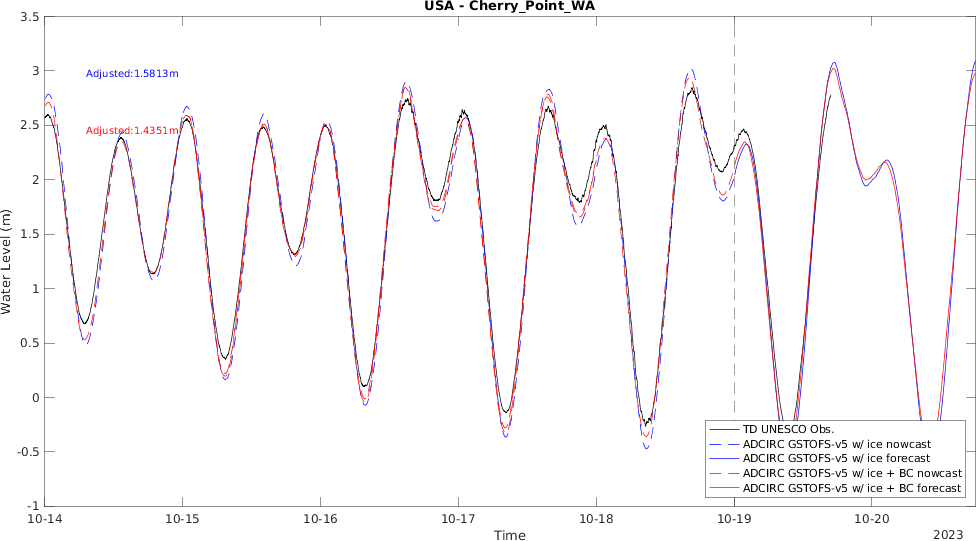 USA - Cherry_Point_WA
3.5
3
2.5
2
1.5
1
0.5
0
-0.5
-1
Water Level (m)
Adjusted:1.5813m
Adjusted:1.4351m
TD UNESCO Obs.
ADCIRC GSTOFS-v5 w/ ice nowcast
ADCIRC GSTOFS-v5 w/ ice forecast
ADCIRC GSTOFS-v5 w/ ice + BC nowcast
ADCIRC GSTOFS-v5 w/ ice + BC forecast
10-14 10-15 10-16 10-17 10-18 10-19 10-20
Time
2023